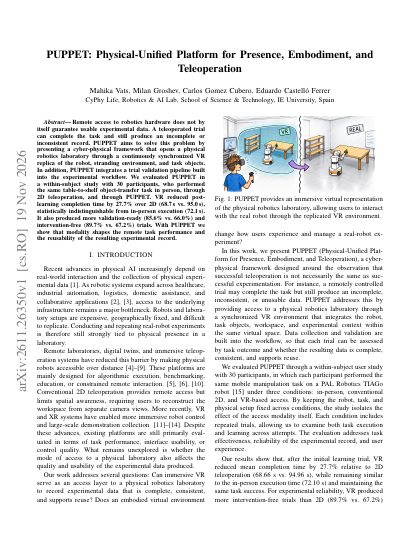 PUPPET: Physical-Unified Platform for Presence, Embodiment, and
Teleoperation
Mahika Vats, Milan Groshev, Carlos Gomez Cubero, Eduardo Castelló Ferrer
CyPhy Life, Robotics & AI Lab, School of Science & Technology, IE University, Spain
arXiv:2611.26350v1 [cs.RO] 19 Nov 2026
Abstract— Remote access to robotics hardware does not by
itself guarantee usable experimental data. A teleoperated trial
can complete the task and still produce an incomplete or
inconsistent record. PUPPET aims to solve this problem by
presenting a cyber-physical framework that opens a physical
robotics laboratory through a continuously synchronized VR
replica of the robot, environment, and task objects.
In addition, PUPPET integrates a trial validation pipeline built
into the experimental workflow. We evaluated PUPPET in a
within-subject study with 30 participants, who performed the
same table-to-shelf object-transfer task in person, through
2D teleoperation, and through PUPPET. VR reduced post-
learning completion time by 27.7% over 2D (68.7 vs. 95.0s),
statistically indistinguishable from in-person execution (72.1s).
It also produced more validation-ready (85.6% vs. 66.0%) and
intervention-free (89.7% vs. 67.2%) trials. With PUPPET we
show that modality shapes the remote task performance and
the reusability of the resulting experimental record.
I. INTRODUCTION
Recent advances in physical AI increasingly depend on
real-world interaction and the collection of physical experi-
mental data [1]. As robotic systems expand across healthcare,
industrial automation, logistics, domestic assistance, and
collaborative applications [2], [3], access to the underlying
infrastructure remains a major bottleneck. Robots and labora-
tory setups are expensive, geographically fixed, and difficult to
replicate. Conducting and repeating real-robot experiments is
therefore still tightly tied to physical presence in a
laboratory.
Remote laboratories, digital twins, and immersive teleop-
eration systems have reduced this barrier by making physical
robots accessible over distance [4]–[9]. These platforms are
mainly designed for algorithmic execution, benchmarking,
education, or constrained remote interaction. [5], [6], [10].
Conventional 2D teleoperation provides remote access but
limits spatial awareness, requiring users to reconstruct the
workspace from separate camera views. More recently, VR
and XR systems have enabled more immersive robot control
and large-scale demonstration collection [11]–[14]. Despite
these advances, existing platforms are still primarily evalu-
ated in terms of task performance, interface usability, or
control quality. What remains unexplored is whether the
mode of access to a physical laboratory also affects the
quality and usability of the experimental data produced.
Our work addresses several questions: Can immersive VR
serve as an access layer to a physical robotics laboratory
to record experimental data that is complete, consistent,
and supports reuse? Does an embodied virtual environment
VR
REAL
Fig. 1: PUPPET provides an immersive virtual representation
of the physical robotics laboratory, allowing users to interact
with the real robot through the replicated VR environment.
change how users experience and manage a real-robot ex-
periment?
In this work, we present PUPPET (Physical-Unified Plat-
form for Presence, Embodiment, and Teleoperation), a cyber-
physical framework designed around the observation that
successful teleoperation is not necessarily the same as suc-
cessful experimentation. For instance, a remotely controlled
trial may complete the task but still produce an incomplete,
inconsistent, or unusable data. PUPPET addresses this by
providing access to a physical robotics laboratory through a
synchronized VR environment that integrates the robot,
task objects, workspace, and experimental context within
the same virtual space. Data collection and validation are
built into the workflow, so that each trial can be assessed
by task outcome and whether the resulting data is complete,
consistent, and supports reuse.
We evaluated PUPPET through a within-subject user study
with 30 participants, in which each participant performed the
same mobile manipulation task on a PAL Robotics TIAGo
robot [15] under three conditions: in-person, conventional
2D, and VR-based access. By keeping the robot, task, and
physical setup fixed across conditions, the study isolates the
effect of the access modality itself. Each condition includes
repeated trials, allowing us to examine both task execution
and learning across attempts. The evaluation addresses task
effectiveness, reliability of the experimental record, and user
experience.
Our results show that, after the initial learning trial, VR
reduced mean completion time by 27.7% relative to 2D
teleoperation (68.66 s vs. 94.96 s), while remaining similar
to the in-person execution time (72.10 s) and maintaining the
same task success. For experimental reliability, VR produced
more intervention-free trials than 2D (89.7% vs. 67.2%)